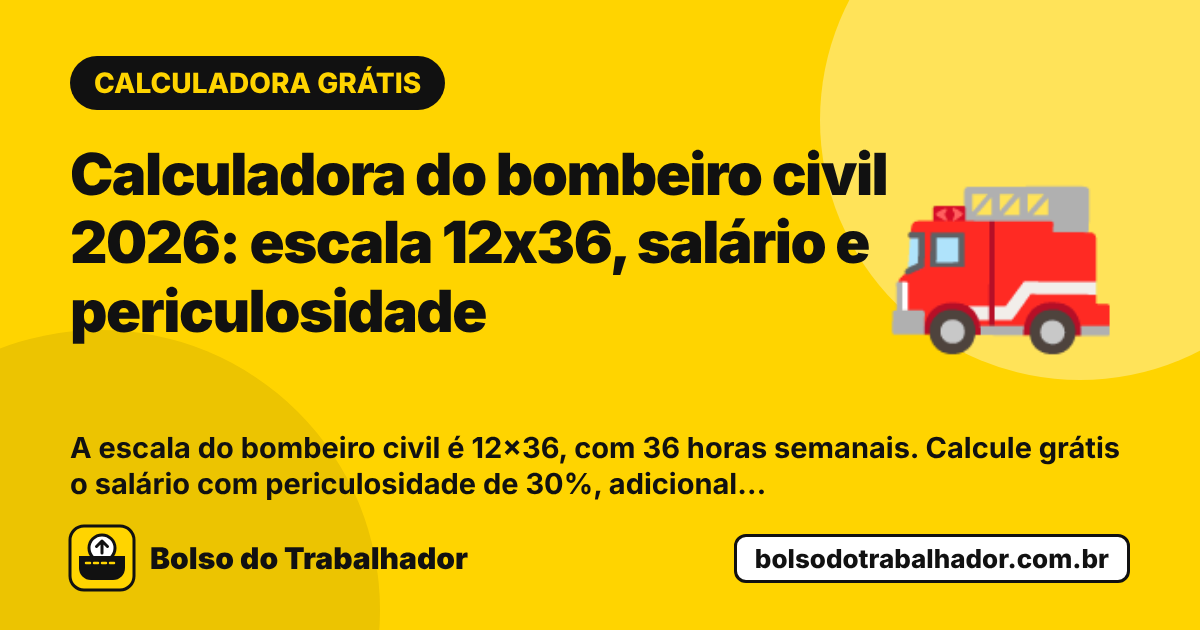 CALCULADORA GRÁTIS
Calculadora do bombeiro civil
2026: escala 12x36, salário e
periculosidade
A escala do bombeiro civil é 12×36, com 36 horas semanais. Calcule grátis
o salário com periculosidade de 30%, adicional...
Bolso do Trabalhador
bolsodotrabalhador.com.br